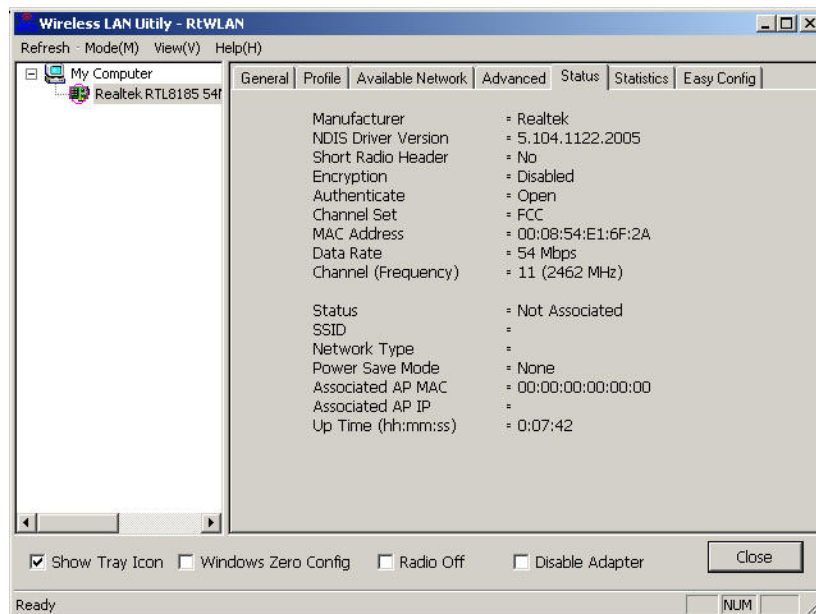 Wireless LAN Uitily - RtWLAN
Refresh Mode(M) View(V) Help(H)
My Computer
Realtek RTL8185 54
General Profile Available Network Advanced Status Statistics Easy Config
Manufacturer = Realtek
NDIS Driver Version = 5.104.1122.2005
Short Radio Header = No
Encryption = Disabled
Authenticate = Open
Channel Set = FCC
MAC Address = 00:08:54:E1:6F:2A
Data Rate = 54 Mbps
Channel (Frequency) = 11 (2462 MHz)
Status = Not Associated
SSID =
Network Type =
Power Save Mode = None
Associated AP MAC = 00:00:00:00:00:00
Associated AP IP =
Up Time (hh:mm:ss) = 0:07:42
Show Tray Icon Windows Zero Config Radio Off Disable Adapter Close
Ready NUM